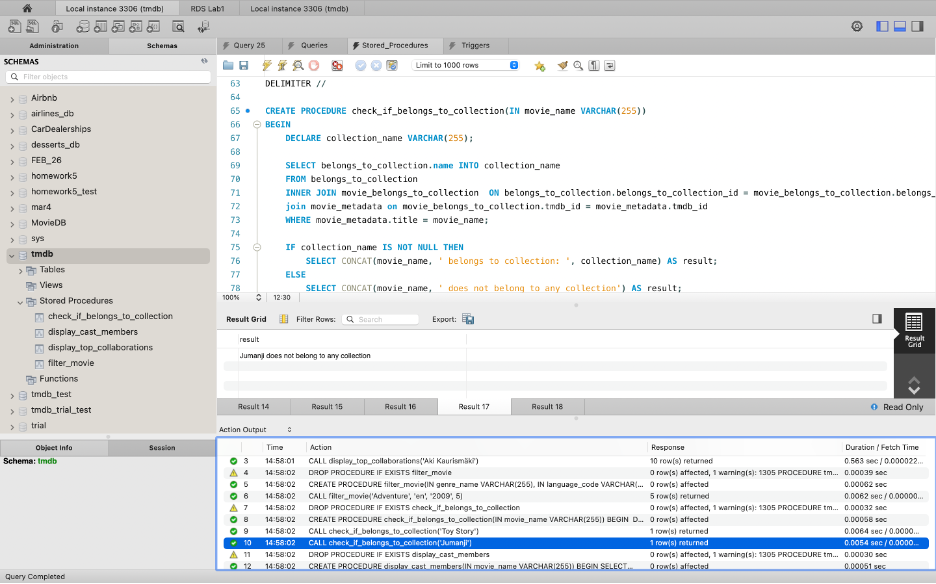 Local instance 3306 (tmdb)
RDS Lab1
Local instance 3306 (tmdb)
Administration
Schemas
SCHEMAS
Filter objects
Airbnb
airlines_db
CarDealerships
desserts_db
FEB_26
homework5
homework5_test
mar4
MovieDB
sys
tmdb
Tables
Views
Stored Procedures
check_if_belongs_to_collection
display_cast_members
display_top_collaborations
filter_movie
Functions
tmdb_test
tmdb_trial_test
trial
Object Info
Session
Schema: tmdb
Query 25
Queries
Stored_Procedures
Triggers
Limit to 1000 rows
63 DELIMITER //
64
65 CREATE PROCEDURE check_if_belongs_to_collection(IN movie_name VARCHAR(255))
66 BEGIN
67 DECLARE collection_name VARCHAR(255);
68
69 SELECT belongs_to_collection.name INTO collection_name
70 FROM belongs_to_collection
71 INNER JOIN movie_belongs_to_collection ON belongs_to_collection.belongs_to_collection_id = movie_belongs_to_collection.belongs_
72 join movie_metadata on movie_belongs_to_collection.tmdb_id = movie_metadata.tmdb_id
73 WHERE movie_metadata.title = movie_name;
74
75 IF collection_name IS NOT NULL THEN
76 SELECT CONCAT(movie_name, ' belongs to collection: ', collection_name) AS result;
77 ELSE
78 SELECT CONCAT(movie_name, ' does not belong to any collection') AS result;
100% 12:30
Result Grid Filter Rows: Search Export:
result
Jumanji does not belong to any collection
Result Grid
Result 14 Result 15 Result 16 Result 17 Result 18 Read Only
Action Output
Time Action Response Duration / Fetch Time
3 14:58:01 CALL display_top_collaborations('Aki Kaurismäki') 10 row(s) returned 0.563 sec / 0.000022...
4 14:58:02 DROP PROCEDURE IF EXISTS filter_movie 0 row(s) affected, 1 warning(s): 1305 PROCEDURE tm... 0.00039 sec
5 14:58:02 CREATE PROCEDURE filter_movie(IN genre_name VARCHAR(255), IN language_code VARCHAR(... 0 row(s) affected 0.00062 sec
6 14:58:02 CALL filter_movie('Adventure', 'en', '2009', 5) 5 row(s) returned 0.0062 sec / 0.00000...
7 14:58:02 DROP PROCEDURE IF EXISTS check_if_belongs_to_collection 0 row(s) affected, 1 warning(s): 1305 PROCEDURE tm... 0.00032 sec
8 14:58:02 CREATE PROCEDURE check_if_belongs_to_collection(IN movie_name VARCHAR(255)) BEGIN D... 0 row(s) affected 0.00058 sec
9 14:58:02 CALL check_if_belongs_to_collection('Toy Story') 1 row(s) returned 0.0064 sec / 0.00000...
10 14:58:02 CALL check_if_belongs_to_collection('Jumanji') 1 row(s) returned 0.0054 sec / 0.00000...
11 14:58:02 DROP PROCEDURE IF EXISTS display_cast_members 0 row(s) affected, 1 warning(s): 1305 PROCEDURE tm... 0.00030 sec
12 14:58:02 CREATE PROCEDURE display_cast_members(IN movie_name VARCHAR(255)) BEGIN SELECT... 0 row(s) affected 0.00051 sec
Query Completed